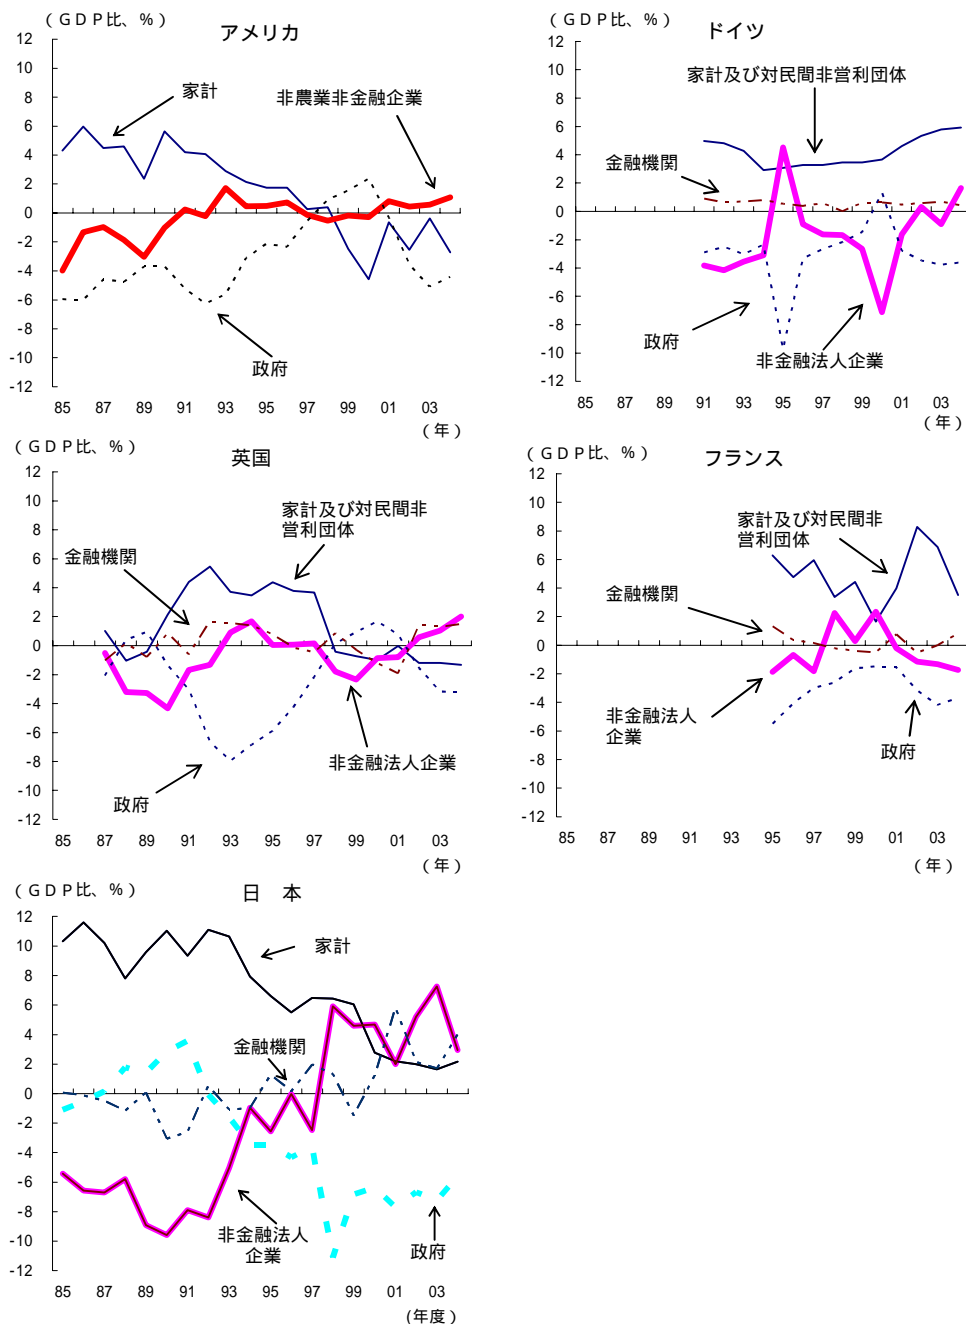 (ＧＤＰ比、％)
アメリカ
12
10
8
6
4
2
0
-2
-4
-6
-8
-10
-12
家計
非農業非金融企業
政府
85 87 89 91 93 95 97 99 01 03
(年)
(ＧＤＰ比、％)
ドイツ
12
10
8
6
4
2
0
-2
-4
-6
-8
-10
-12
家計及び対民間非営利団体
金融機関
政府
非金融法人企業
85 87 89 91 93 95 97 99 01 03
(年)
(ＧＤＰ比、％)
英国
12
10
8
6
4
2
0
-2
-4
-6
-8
-10
-12
家計及び対民間非
営利団体
金融機関
非金融法人企業
政府
85 87 89 91 93 95 97 99 01 03
(年)
(ＧＤＰ比、％)
フランス
12
10
8
6
4
2
0
-2
-4
-6
-8
-10
-12
家計及び対民間非
営利団体
金融機関
非金融法人
企業
政府
85 87 89 91 93 95 97 99 01 03
(年)
(ＧＤＰ比、％)
日 本
12
10
8
6
4
2
0
-2
-4
-6
-8
-10
-12
家計
金融機関
非金融法人
企業
政府
85 87 89 91 93 95 97 99 01 03
(年度)